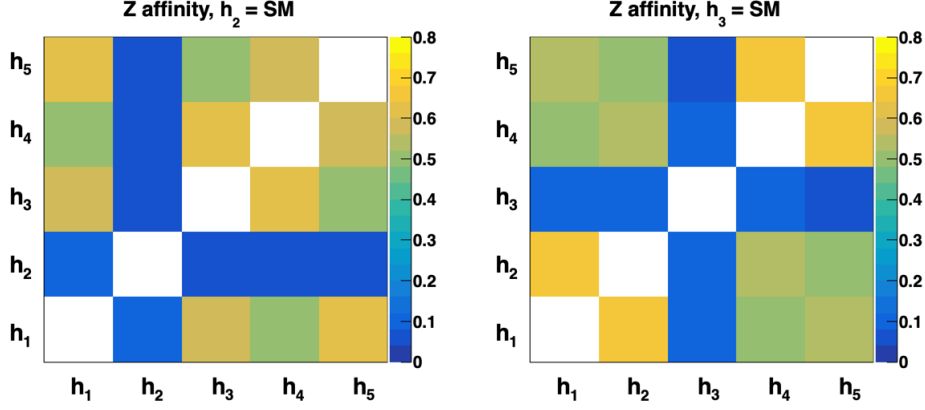 Z affinity, h₂ = SM
h₅
h₄
h₃
h₂
h₁
h₁ h₂ h₃ h₄ h₅
0.8
0.7
0.6
0.5
0.4
0.3
0.2
0.1
0
Z affinity, h₃ = SM
h₅
h₄
h₃
h₂
h₁
h₁ h₂ h₃ h₄ h₅
0.8
0.7
0.6
0.5
0.4
0.3
0.2
0.1
0